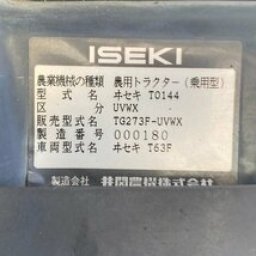 ISEKI
農業機械の種類 農用トラクター(乗用型)
型式名 ヰセキ T0144
区分 UVWX
販売型式名 TG273F-UVWX
製造番号 000180
車両型式名 ヰセキ T63F
製造会社 井関農機株式会社